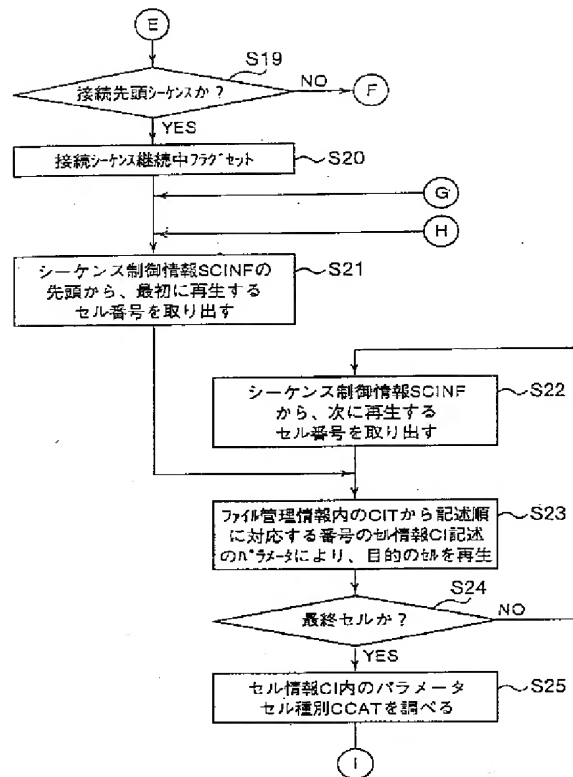 E
S19
接続先頭ｼｰｹﾝｽか？
NO
F
YES
接続ｼｰｹﾝｽ継続中ﾌﾗｸﾞｾｯﾄ
S20
G
H
シーケンス制御情報SCINFの
先頭から、最初に再生する
セル番号を取り出す
S21
シーケンス制御情報SCINF
から、次に再生する
セル番号を取り出す
S22
ﾌｧｲﾙ管理情報内のCITから記述順
に対応する番号のｾﾙ情報CI記述
のﾊﾟﾗﾒｰﾀにより、目的のｾﾙを再生
S23
S24
最終セルか？
NO
YES
セル情報CI内のパラメータ
セル種別CCATを調べる
S25
I